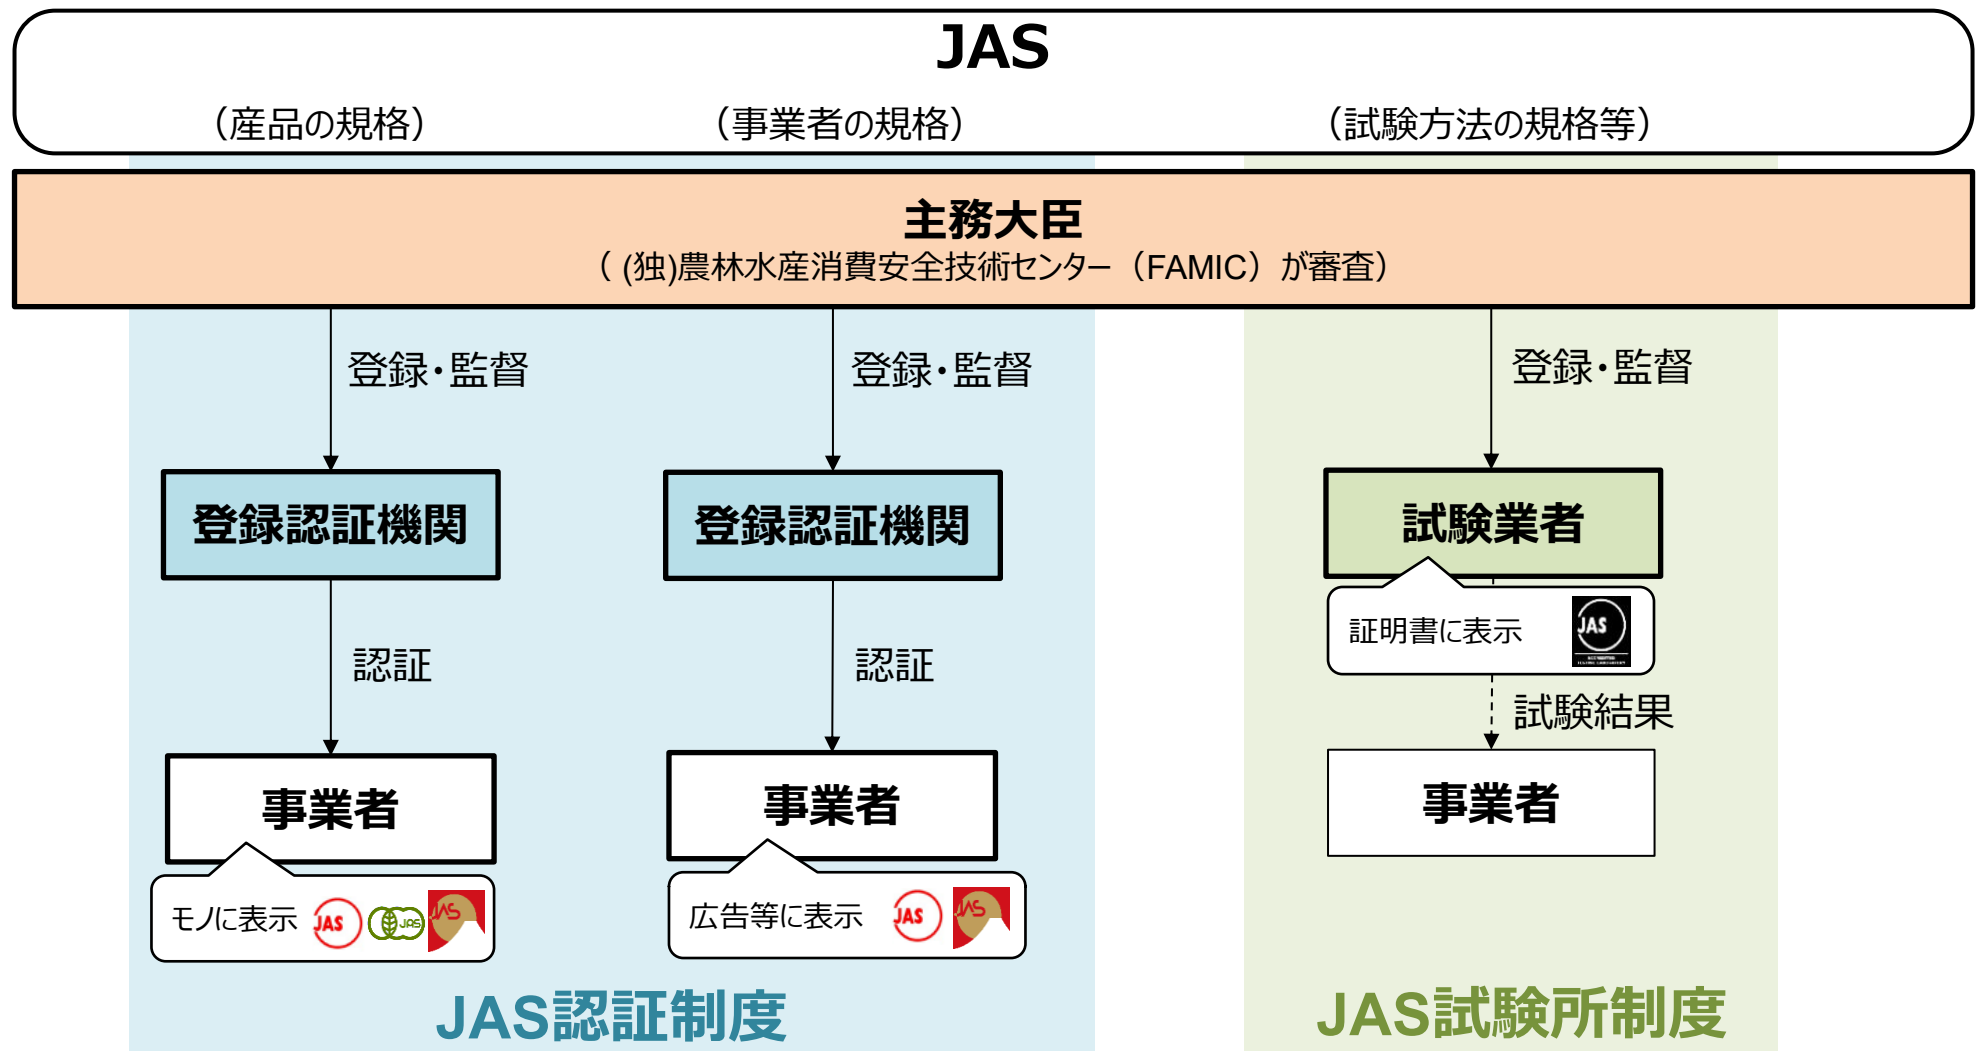 JAS
（産品の規格）
（事業者の規格）
（試験方法の規格等）
主務大臣
（ (独)農林水産消費安全技術センター（FAMIC）が審査）
登録・監督
登録・監督
登録・監督
登録認証機関
登録認証機関
試験業者
証明書に表示
JAS
認証
認証
試験結果
事業者
事業者
事業者
モノに表示
JAS
JAS
JAS
広告等に表示
JAS
JAS
JAS認証制度
JAS試験所制度